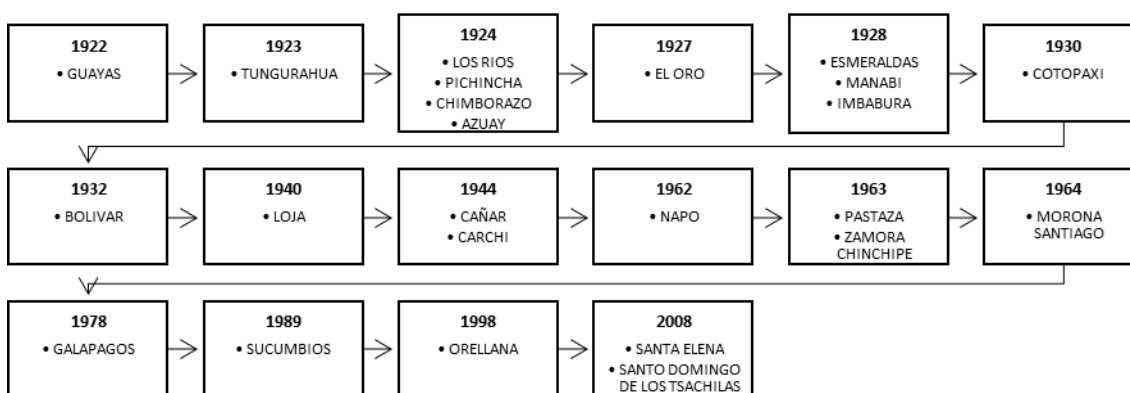 1922
• GUAYAS
1923
• TUNGURAHUA
1924
• LOS RIOS
• PICHINCHA
• CHIMBORAZO
• AZUAY
1927
• EL ORO
1928
• ESMERALDAS
• MANABI
• IMBABURA
1930
• COTOPAXI
1932
• BOLIVAR
1940
• LOJA
1944
• CAÑAR
• CARCHI
1962
• NAPO
1963
• PASTAZA
• ZAMORA
CHINCHIPE
1964
• MORONA
SANTIAGO
1978
• GALAPAGOS
1989
• SUCUMBIOS
1998
• ORELLANA
2008
• SANTA ELENA
• SANTO DOMINGO
DE LOS TSACHILAS